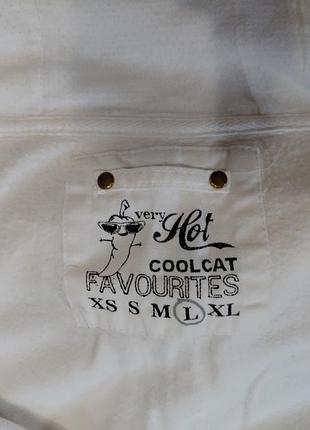 very Hot
COOLCAT
FAVOURITES
XS S M L XL